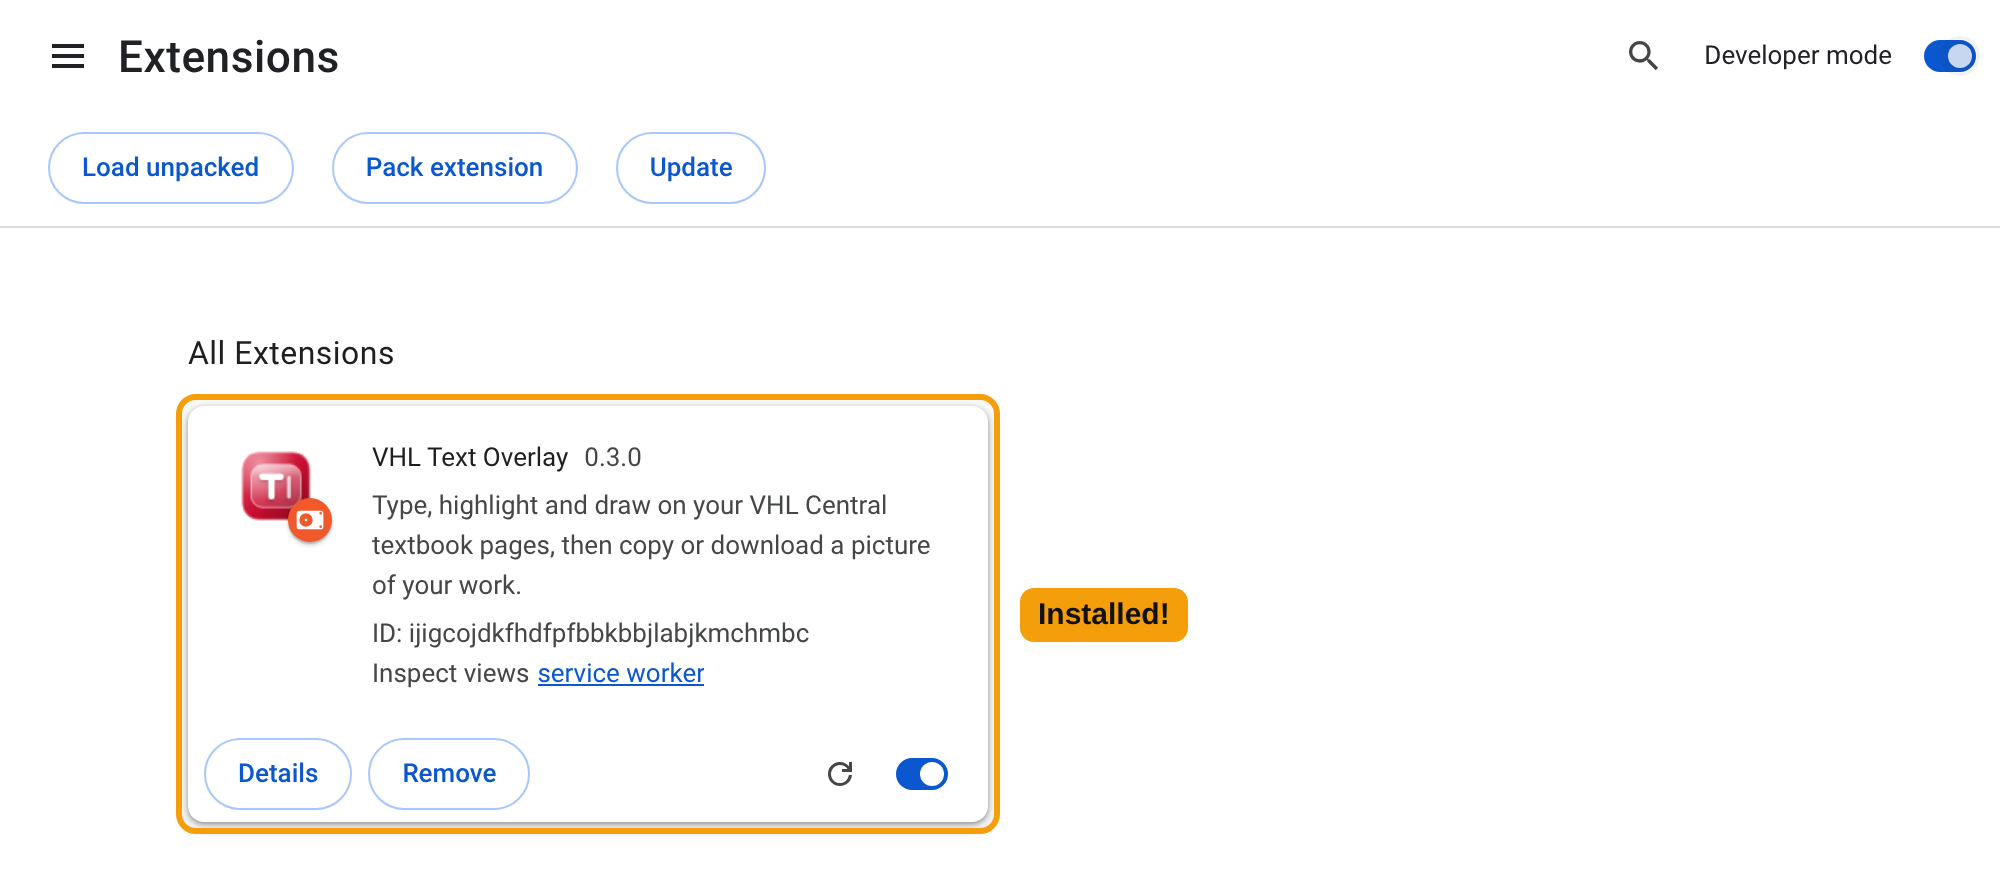 Extensions
Developer mode
Load unpacked
Pack extension
Update
All Extensions
VHL Text Overlay 0.3.0
Type, highlight and draw on your VHL Central
textbook pages, then copy or download a picture
of your work.
ID: ijigcojdkfhdfpfbbkbbjlabjkmchmbc
Inspect views service worker
Installed!
Details
Remove